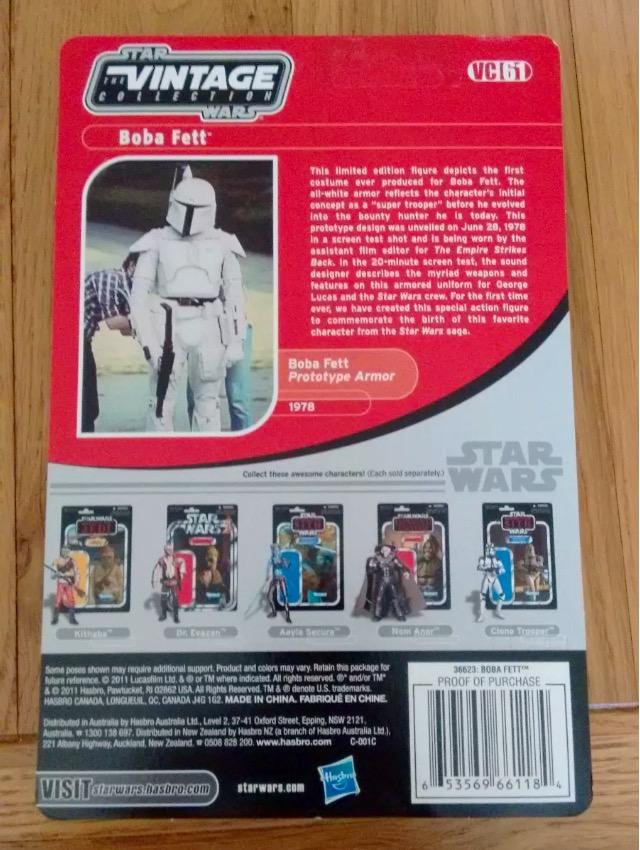 STAR
THE VINTAGE
COLLECTION
WARS
VC61
Boba Fett™
This limited edition figure depicts the first
costume ever produced for Boba Fett. The
all-white armor reflects the character's initial
concept as a "super trooper" before he evolved
into the bounty hunter he is today. This
prototype design was unveiled on June 28, 1978
in a screen test shot and is being worn by the
assistant film editor for The Empire Strikes
Back. In the 20-minute screen test, the sound
designer describes the myriad weapons and
features on this armored uniform for George
Lucas and the Star Wars crew. For the first time
ever, we have created this special action figure
to commemorate the birth of this favorite
character from the Star Wars saga.
Boba Fett
Prototype Armor
1978
STAR
WARS
Collect these awesome characters! (Each sold separately.)
Kithaba™
Dr. Evazan™
Aayla Secura™
Nom Anor™
Clone Trooper™
Some poses shown may require additional support. Product and colors may vary. Retain this package for
future reference. © 2011 Lucasfilm Ltd. & ® or TM where indicated. All rights reserved. ®* and/or TM*
& © 2011 Hasbro, Pawtucket, RI 02862 USA. All Rights Reserved. TM & ® denote U.S. trademarks.
HASBRO CANADA, LONGUEUIL, QC, CANADA J4G 1G2. MADE IN CHINA. FABRIQUÉ EN CHINE.
Distributed in Australia by Hasbro Australia Ltd., Level 2, 37-41 Oxford Street, Epping, NSW 2121,
Australia. ☎ 1300 138 697. Distributed in New Zealand by Hasbro NZ (a branch of Hasbro Australia Ltd.),
221 Albany Highway, Auckland, New Zealand. ☎ 0508 828 200. www.hasbro.com C-001C
VISIT starwars.hasbro.com
starwars.com
Hasbro
36623: BOBA FETT™
PROOF OF PURCHASE
6 53569 66118 4